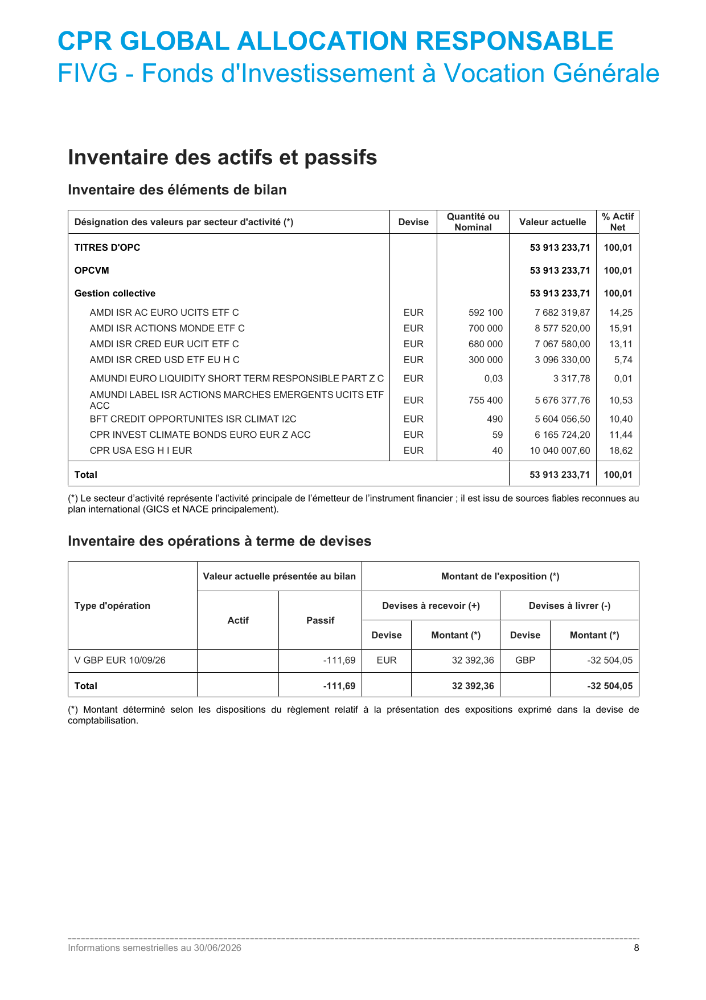 CPR GLOBAL ALLOCATION RESPONSABLE
FIVG - Fonds d'Investissement à Vocation Générale
Inventaire des actifs et passifs
Inventaire des éléments de bilan
Désignation des valeurs par secteur d'activité (*) Devise Quantité ou Nominal Valeur actuelle % Actif Net
TITRES D'OPC 53 913 233,71 100,01
OPCVM 53 913 233,71 100,01
Gestion collective 53 913 233,71 100,01
AMDI ISR AC EURO UCITS ETF C EUR 592 100 7 682 319,87 14,25
AMDI ISR ACTIONS MONDE ETF C EUR 700 000 8 577 520,00 15,91
AMDI ISR CRED EUR UCIT ETF C EUR 680 000 7 067 580,00 13,11
AMDI ISR CRED USD ETF EU H C EUR 300 000 3 096 330,00 5,74
AMUNDI EURO LIQUIDITY SHORT TERM RESPONSIBLE PART Z C EUR 0,03 3 317,78 0,01
AMUNDI LABEL ISR ACTIONS MARCHES EMERGENTS UCITS ETF
ACC EUR 755 400 5 676 377,76 10,53
BFT CREDIT OPPORTUNITES ISR CLIMAT I2C EUR 490 5 604 056,50 10,40
CPR INVEST CLIMATE BONDS EURO EUR Z ACC EUR 59 6 165 724,20 11,44
CPR USA ESG H I EUR EUR 40 10 040 007,60 18,62
Total 53 913 233,71 100,01
(*) Le secteur d’activité représente l’activité principale de l’émetteur de l’instrument financier ; il est issu de sources fiables reconnues au
plan international (GICS et NACE principalement).
Inventaire des opérations à terme de devises
Valeur actuelle présentée au bilan Montant de l'exposition (*)
Type d'opération Actif Passif Devises à recevoir (+) Devises à livrer (-)
Devise Montant (*) Devise Montant (*)
V GBP EUR 10/09/26 -111,69 EUR 32 392,36 GBP -32 504,05
Total -111,69 32 392,36 -32 504,05
(*) Montant déterminé selon les dispositions du règlement relatif à la présentation des expositions exprimé dans la devise de
comptabilisation.
Informations semestrielles au 30/06/2026 8